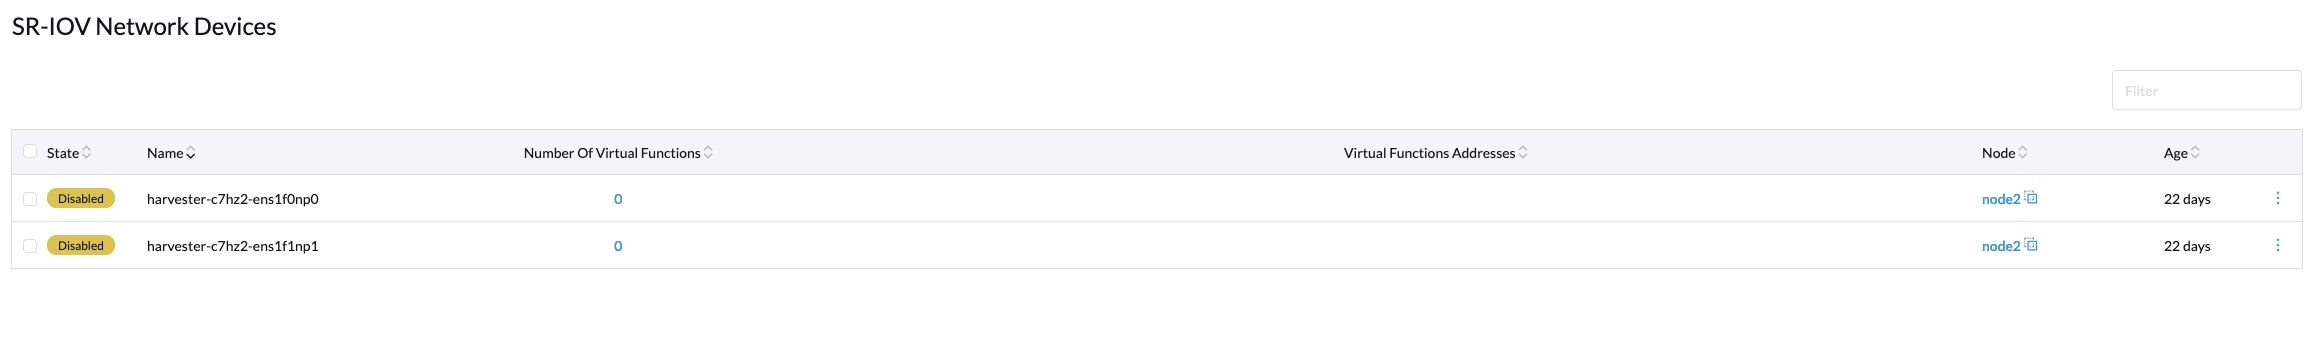 SR-IOV Network Devices
Filter
State Name Number Of Virtual Functions Virtual Functions Addresses Node Age
Disabled harvester-c7hz2-ens1f0np0 0 node2 22 days
Disabled harvester-c7hz2-ens1f1np1 0 node2 22 days